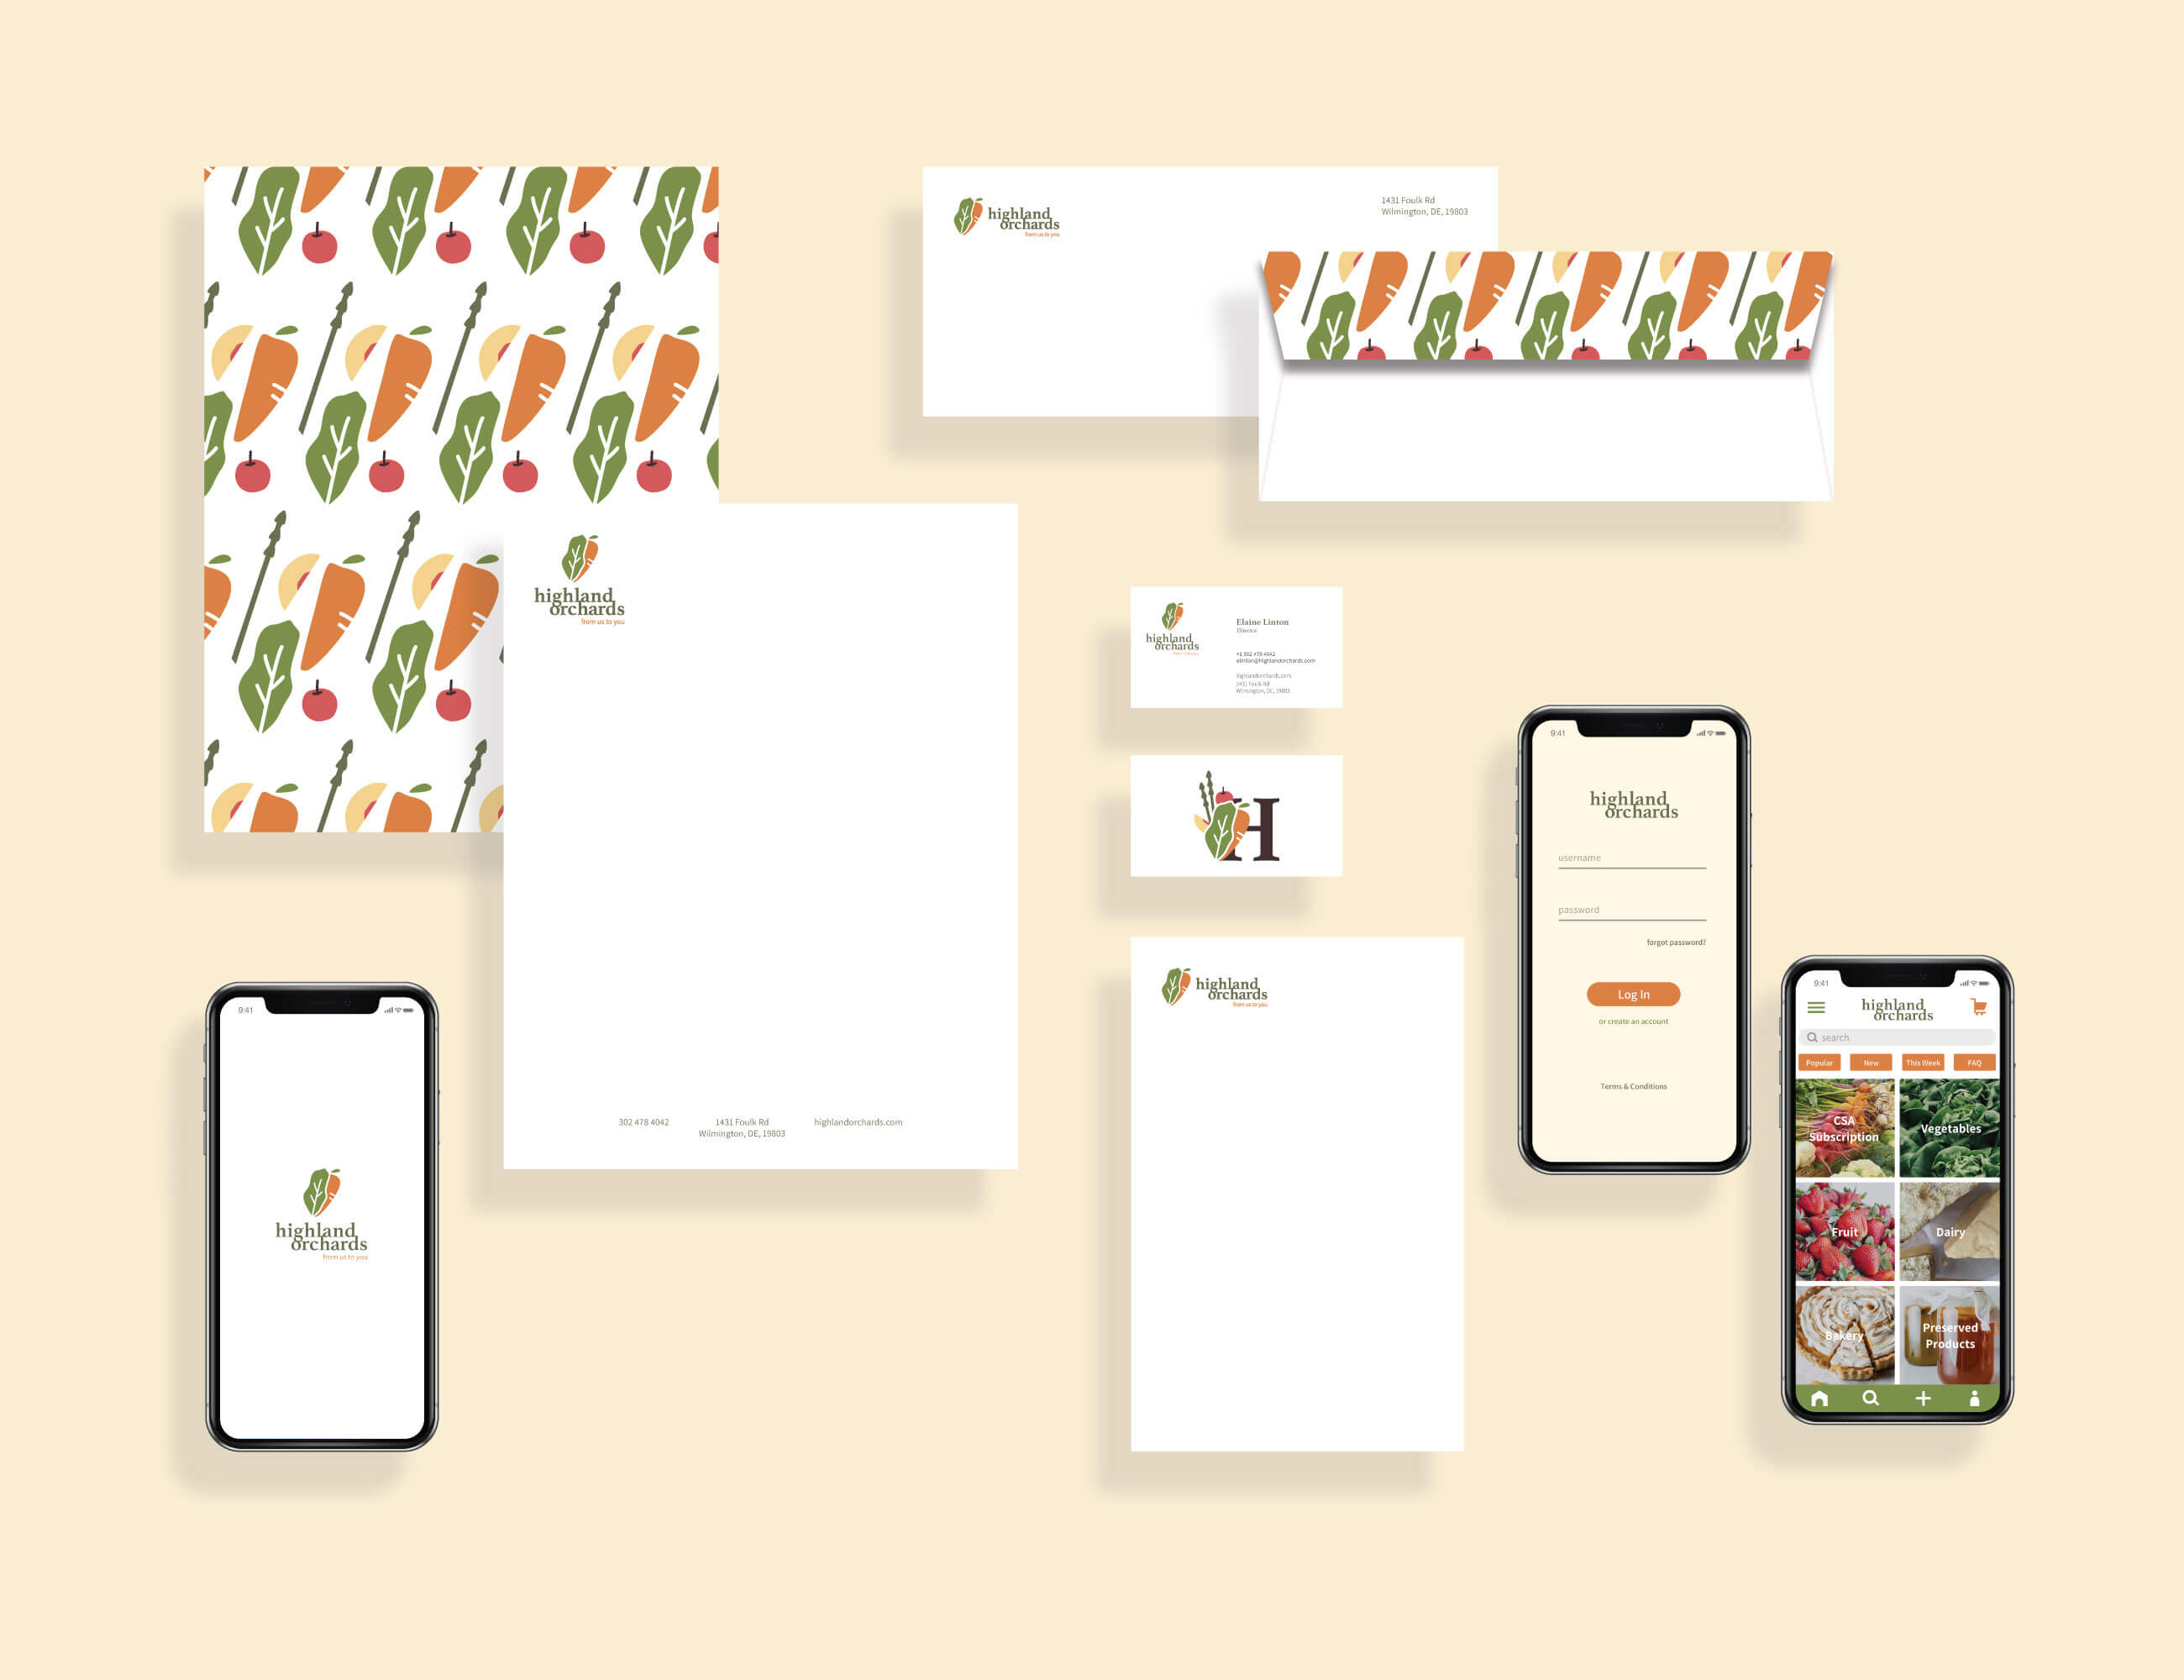 highland
orchards
from us to you
1431 Foulk Rd
Wilmington, DE, 19803
highland
orchards
from us to you
302 478 4042
1431 Foulk Rd
Wilmington, DE, 19803
highlandorchards.com
highland
orchards
from us to you
Elaine Linton
Director
+1 302 478 4042
elinton@highlandorchards.com
highlandorchards.com
1431 Foulk Rd
Wilmington, DE, 19803
H
highland
orchards
from us to you
9:41
highland
orchards
from us to you
9:41
highland
orchards
username
password
forgot password?
Log in
or create an account
Terms & Conditions
9:41
highland
orchards
search
Popular
New
This Week
FAQ
CSA
Subscription
Vegetables
Fruit
Dairy
Bakery
Preserved
Products